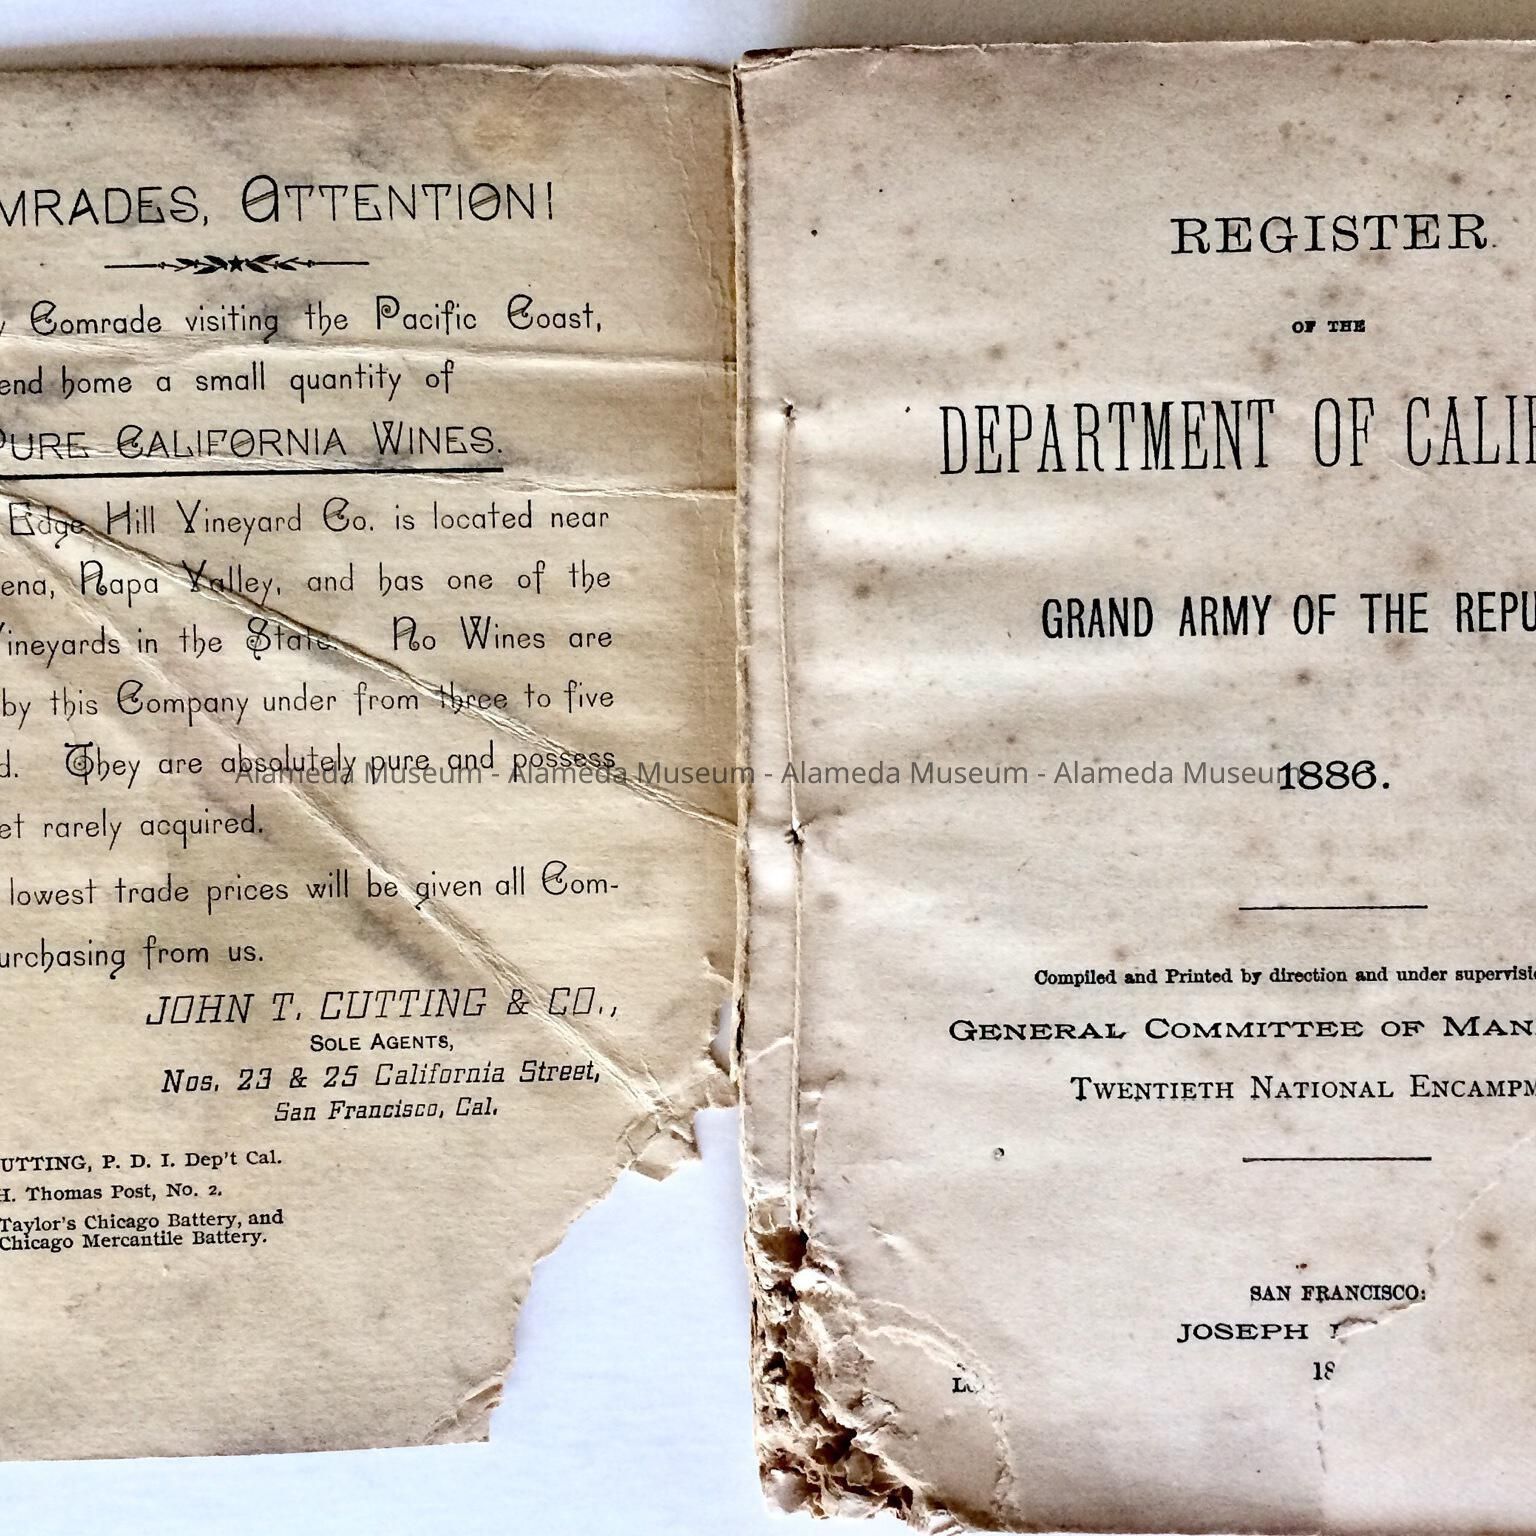 MRADES, ATTENTION!
Comrade visiting the Pacific Coast,
end home a small quantity of
PURE CALIFORNIA WINES.
Edge Hill Vineyard Co. is located near
ena, Napa Valley, and has one of the
Vineyards in the State. No Wines are
by this Company under from three to five
d. They are absolutely pure and possess
et rarely acquired.
lowest trade prices will be given all Com-
urchasing from us.
JOHN T. CUTTING & CO.,
SOLE AGENTS,
Nos. 23 & 25 California Street,
San Francisco, Cal.
UTTING, P. D. I. Dep't Cal.
H. Thomas Post, No. 2.
Taylor's Chicago Battery, and
Chicago Mercantile Battery.
Alameda Museum - Alameda Museum - Alameda Museum - Alameda Museum
REGISTER
OF THE
DEPARTMENT OF CALIF
GRAND ARMY OF THE REPU
1886.
Compiled and Printed by direction and under supervisi
GENERAL COMMITTEE OF MAN
TWENTIETH NATIONAL ENCAMPM
SAN FRANCISCO:
JOSEPH
18